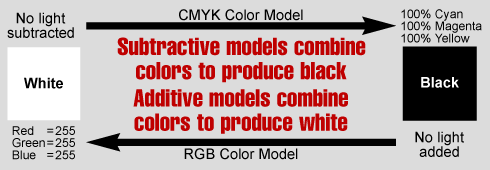 No light
subtracted
White
Red =255
Green=255
Blue =255
CMYK Color Model
Subtractive models combine
colors to produce black
Additive models combine
colors to produce white
RGB Color Model
100% Cyan
100% Magenta
100% Yellow
Black
No light
added